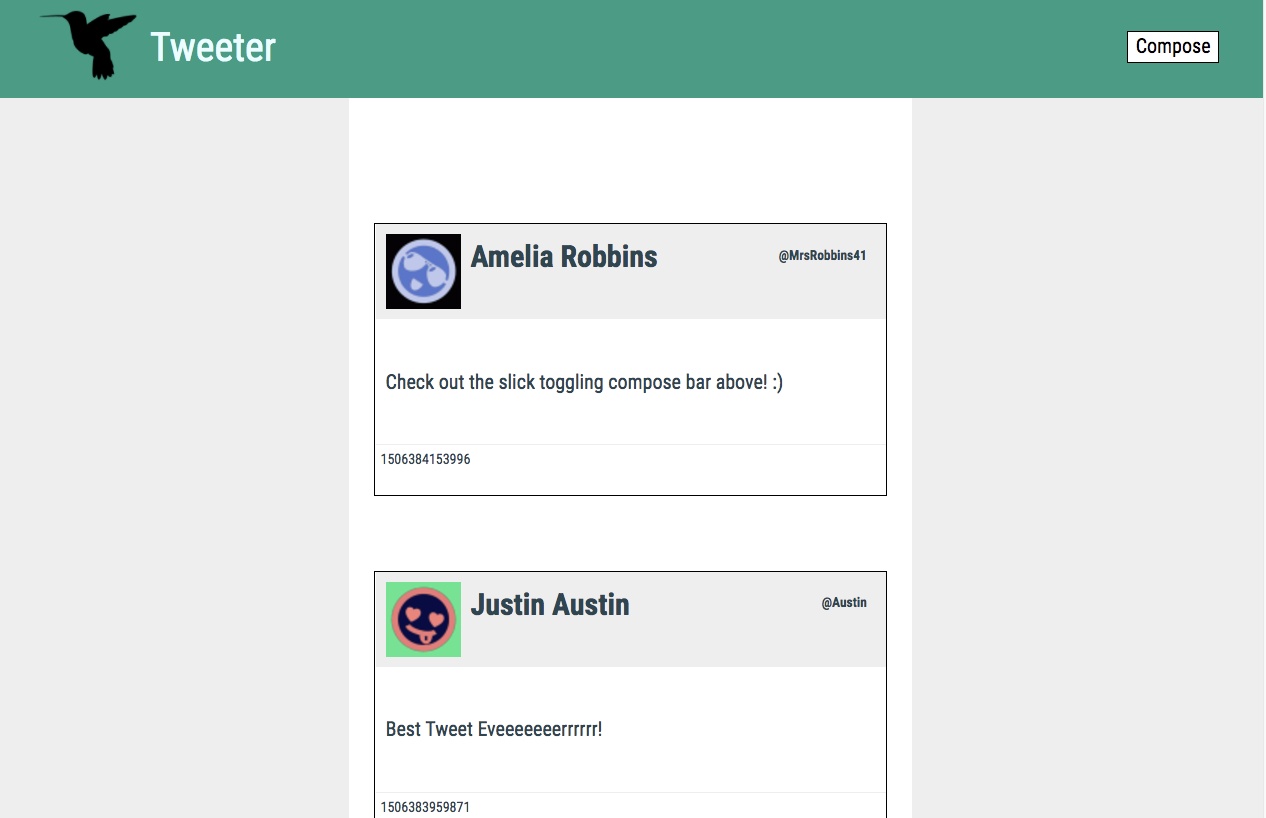 Tweeter
Compose
Amelia Robbins
@MrsRobbins41
Check out the slick toggling compose bar above! :)
1506384153996
Justin Austin
@Austin
Best Tweet Eveeeeeeerrrrrr!
1506383959871